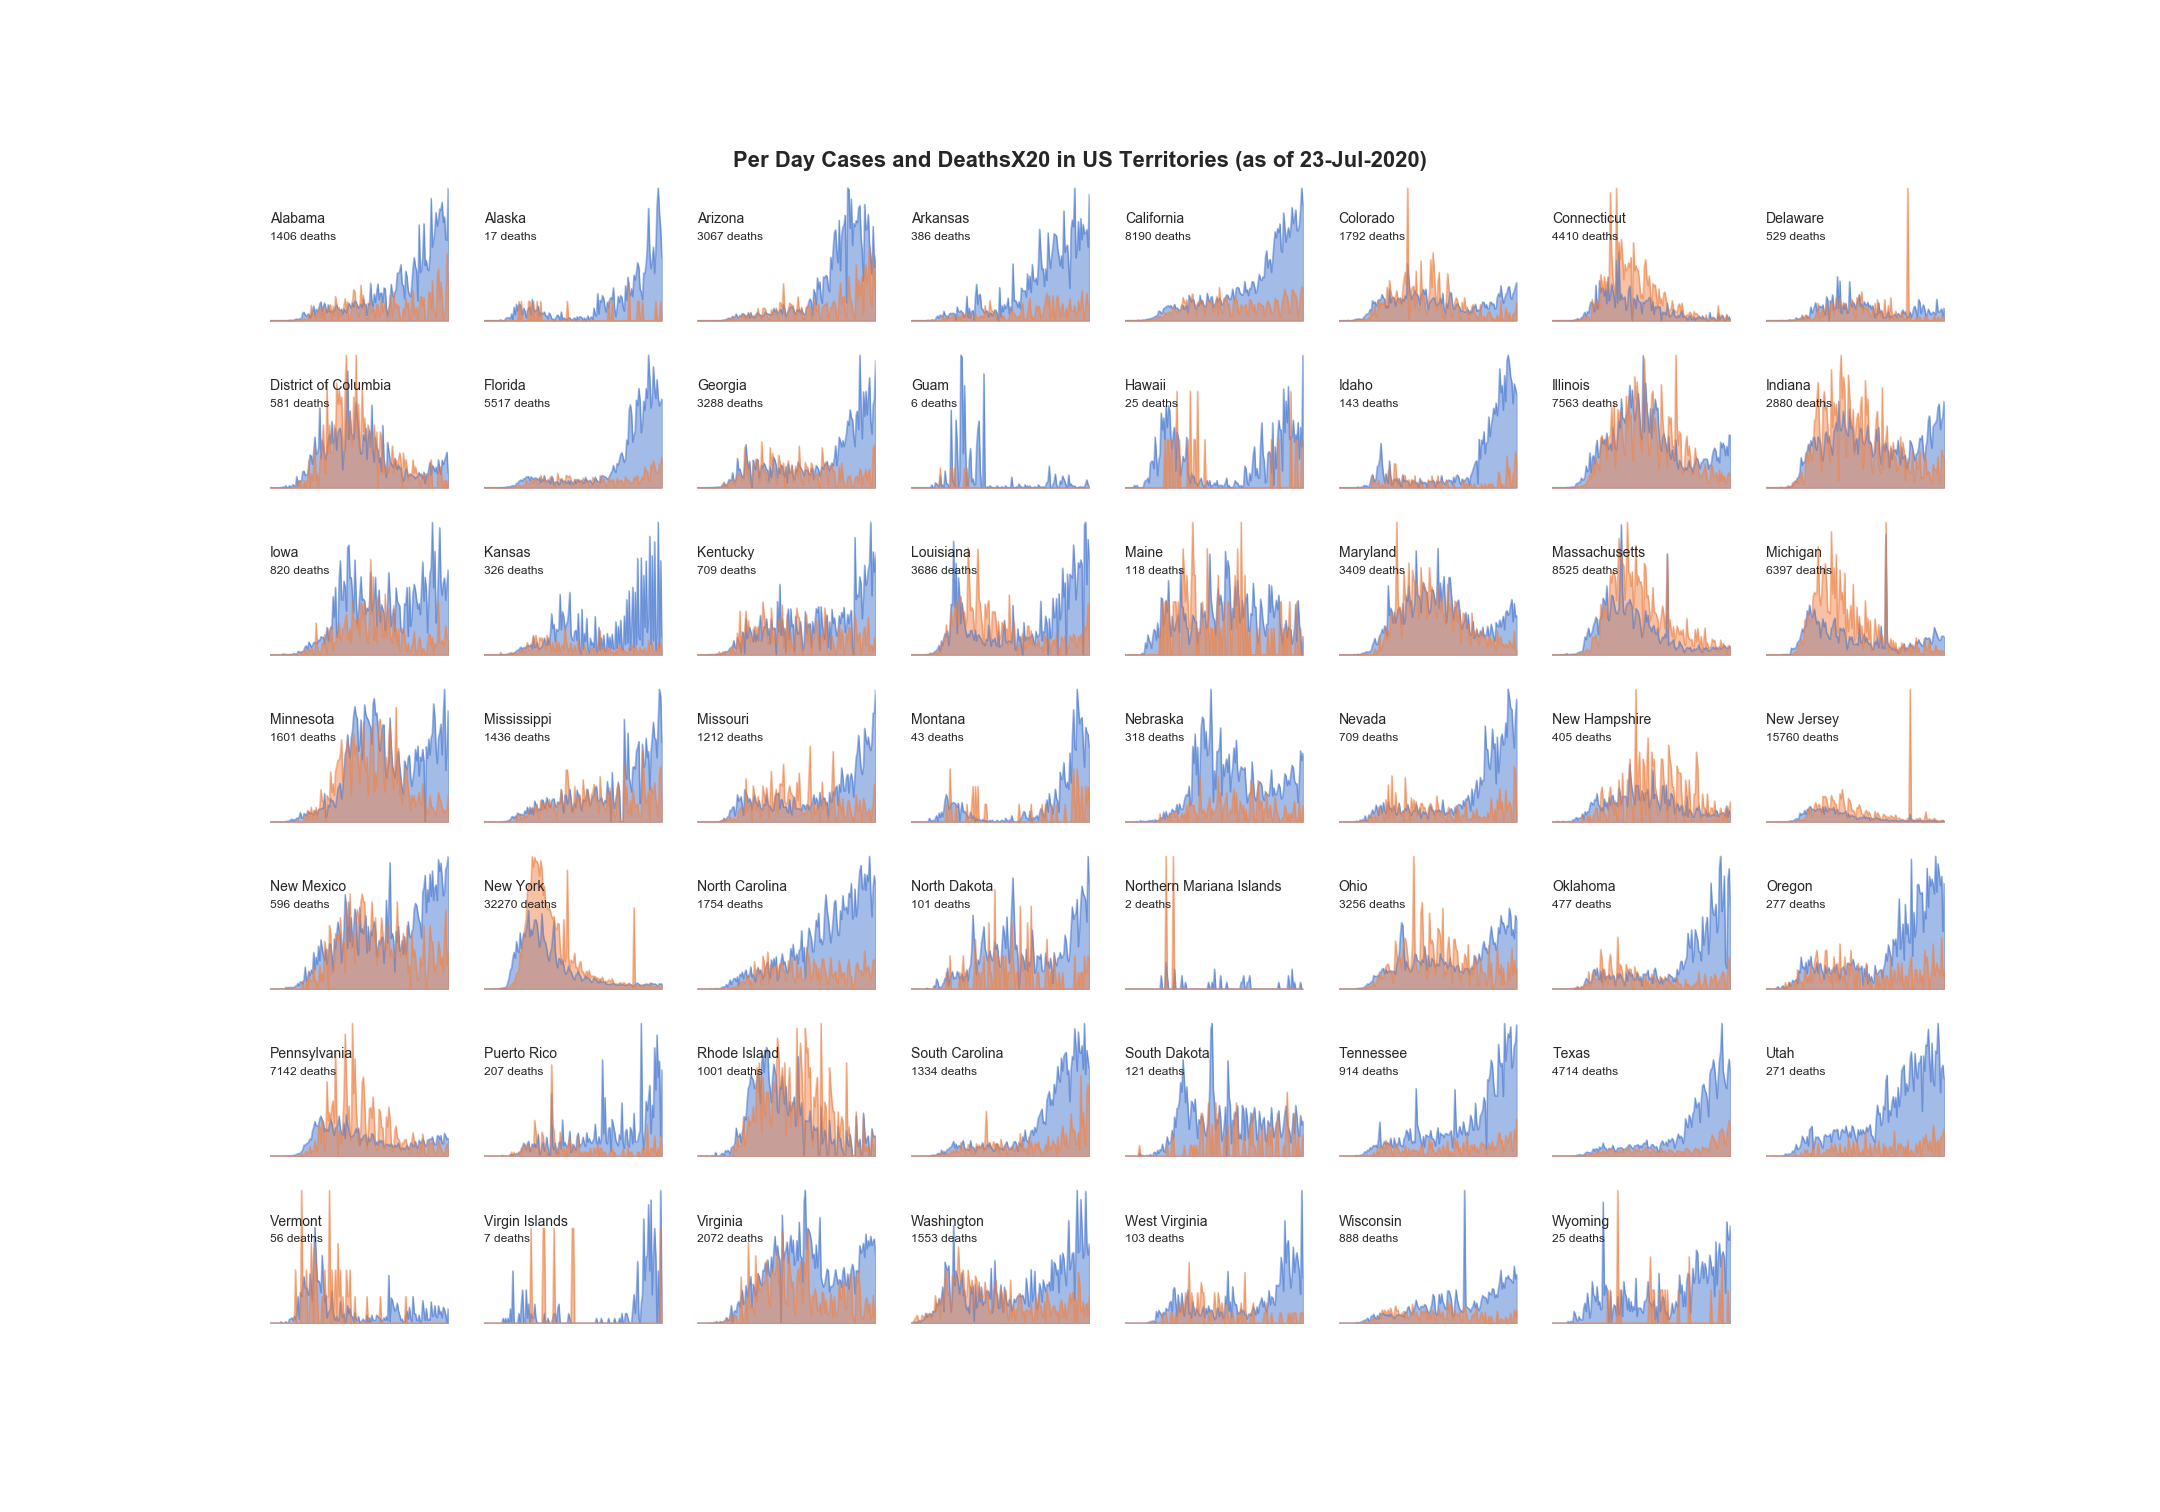 Per Day Cases and DeathsX20 in US Territories (as of 23-Jul-2020)
Alabama
1406 deaths
Alaska
17 deaths
Arizona
3067 deaths
Arkansas
386 deaths
California
8190 deaths
Colorado
1792 deaths
Connecticut
4410 deaths
Delaware
529 deaths
District of Columbia
581 deaths
Florida
5517 deaths
Georgia
3288 deaths
Guam
6 deaths
Hawaii
25 deaths
Idaho
143 deaths
Illinois
7563 deaths
Indiana
2880 deaths
Iowa
820 deaths
Kansas
326 deaths
Kentucky
709 deaths
Louisiana
3686 deaths
Maine
118 deaths
Maryland
3409 deaths
Massachusetts
8525 deaths
Michigan
6397 deaths
Minnesota
1601 deaths
Mississippi
1436 deaths
Missouri
1212 deaths
Montana
43 deaths
Nebraska
318 deaths
Nevada
709 deaths
New Hampshire
405 deaths
New Jersey
15760 deaths
New Mexico
596 deaths
New York
32270 deaths
North Carolina
1754 deaths
North Dakota
101 deaths
Northern Mariana Islands
2 deaths
Ohio
3256 deaths
Oklahoma
477 deaths
Oregon
277 deaths
Pennsylvania
7142 deaths
Puerto Rico
207 deaths
Rhode Island
1001 deaths
South Carolina
1334 deaths
South Dakota
121 deaths
Tennessee
914 deaths
Texas
4714 deaths
Utah
271 deaths
Vermont
56 deaths
Virgin Islands
7 deaths
Virginia
2072 deaths
Washington
1553 deaths
West Virginia
103 deaths
Wisconsin
888 deaths
Wyoming
25 deaths